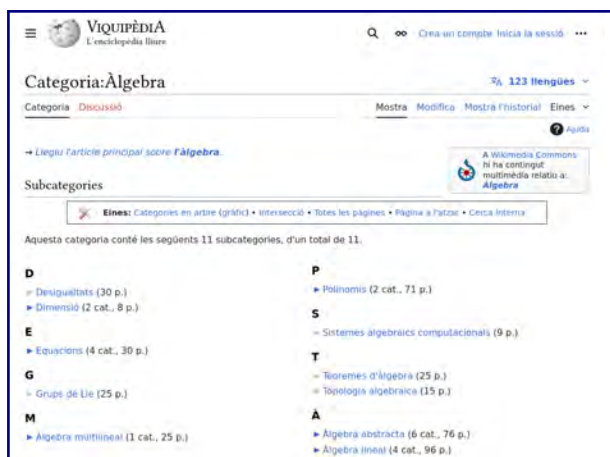 VIQUIPÈDIA
L'enciclopèdia lliure
Crea un compte Inicia la sessió
Categoria:Àlgebra
123 llengües
Categoria Discussió
Mostra Modifica Mostra l'historial Eines
Ajuda
→ Llegiu l'article principal sobre l'àlgebra.
A Wikimedia Commons
hi ha contingut
multimèdia relatiu a:
Àlgebra
Subcategories
Eines: Categories en arbre (gràfic) • Intersecció • Totes les pàgines • Pàgina a l'atzar • Cerca interna
Aquesta categoria conté les següents 11 subcategories, d'un total de 11.
D
Desigualtats (30 p.)
► Dimensió (2 cat., 8 p.)
E
► Equacions (4 cat., 30 p.)
G
Grups de Lie (25 p.)
M
► Àlgebra multilineal (1 cat., 25 p.)
P
► Polinomis (2 cat., 71 p.)
S
Sistemes algebraics computacionals (9 p.)
T
Teoremes d'àlgebra (25 p.)
Topologia algebraica (15 p.)
À
► Àlgebra abstracta (6 cat., 76 p.)
► Àlgebra lineal (4 cat., 96 p.)